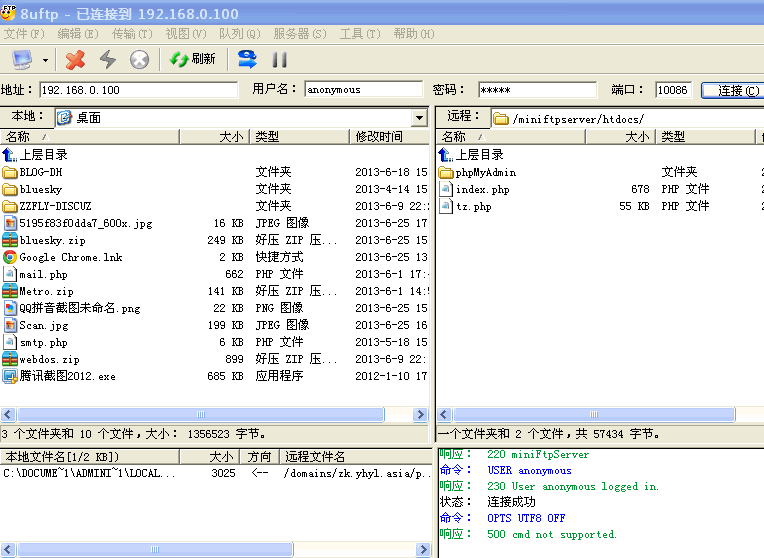 8uftp - 已连接到 192.168.0.100
文件(F) 编辑(E) 传输(T) 视图(V) 队列(Q) 服务器(S) 工具(T) 帮助(H)
刷新
地址： 192.168.0.100 用户名： anonymous 密码： ***** 端口： 10086 连接(C)
本地： 桌面
名称 大小 类型 修改时间
上层目录
BLOG-DH 文件夹 2013-6-18 15
bluesky 文件夹 2013-4-14 15
ZZFLY-DISCUZ 文件夹 2013-6-9 22:
5195f83f0dda7_600x.jpg 16 KB JPEG 图像 2013-6-25 17
bluesky.zip 249 KB 好压 ZIP 压... 2013-6-25 15
Google Chrome.lnk 2 KB 快捷方式 2013-6-25 13
mail.php 662 PHP 文件 2013-6-1 17:
Metro.zip 141 KB 好压 ZIP 压... 2013-6-1 14:
QQ拼音截图未命名.png 22 KB PNG 图像 2013-6-25 15
Scan.jpg 199 KB JPEG 图像 2013-6-25 16
smtp.php 6 KB PHP 文件 2013-5-18 15
webdos.zip 899 好压 ZIP 压... 2013-6-9 22:
腾讯截图2012.exe 685 KB 应用程序 2012-1-10 17
3 个文件夹和 10 个文件，大小： 1356523 字节。
远程： /miniftpserver/htdocs/
名称 大小 类型
上层目录
phpMyAdmin 文件夹
index.php 678 PHP 文件
tz.php 55 KB PHP 文件
一个文件夹和 2 个文件，共 57434 字节。
本地文件名[1/2 KB]) 大小 方向 远程文件名
C:\DOCUME~1\ADMINI~1\LOCAL... 3025 <-- /domains/zk.yhyl.asia/p..
响应： 220 miniFtpServer
命令： USER anonymous
响应： 230 User anonymous logged in.
状态： 连接成功
命令： OPTS UTF8 OFF
响应： 500 cmd not supported.